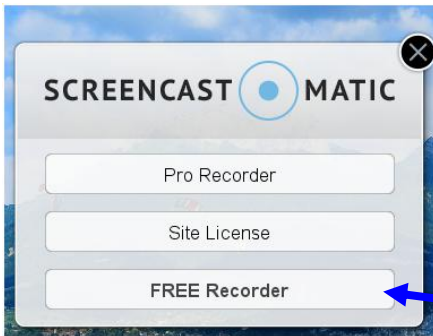 SCREENCAST MATIC
Pro Recorder
Site License
FREE Recorder